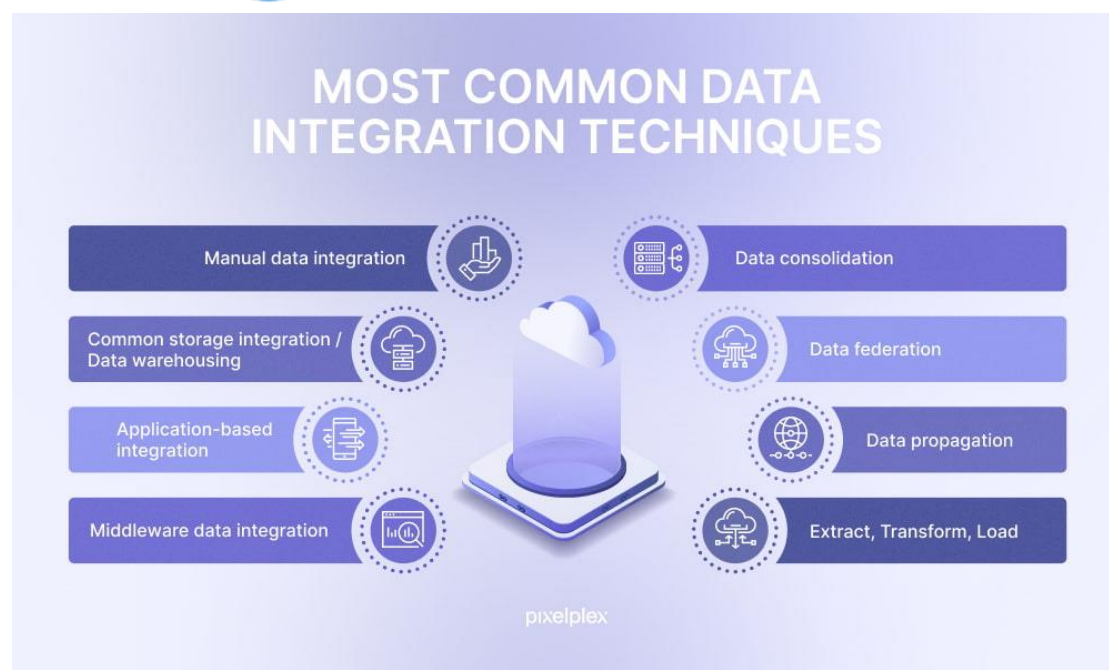 MOST COMMON DATA
INTEGRATION TECHNIQUES
Manual data integration
Common storage integration /
Data warehousing
Application-based
integration
Middleware data integration
Data consolidation
Data federation
Data propagation
Extract, Transform, Load
pixelplex